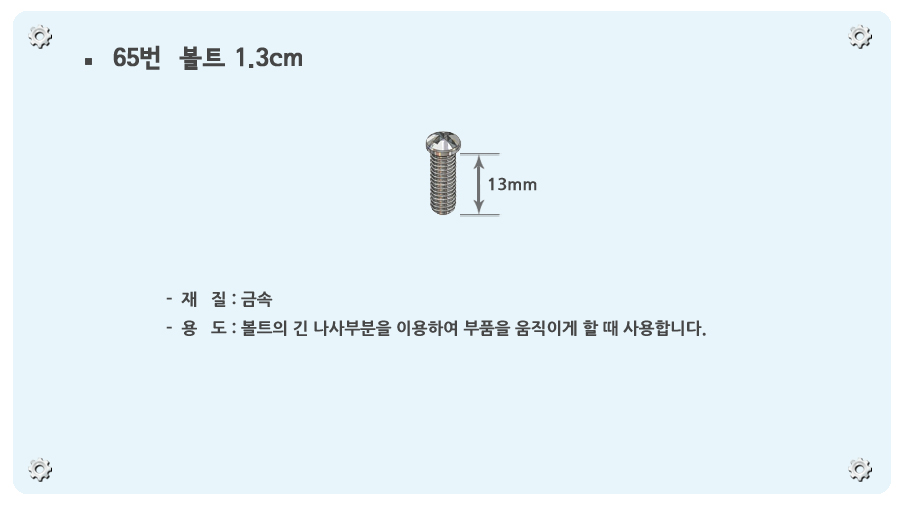 ▪ 65번 볼트 1.3cm
13mm
- 재 질 : 금속
- 용 도 : 볼트의 긴 나사부분을 이용하여 부품을 움직이게 할 때 사용합니다.